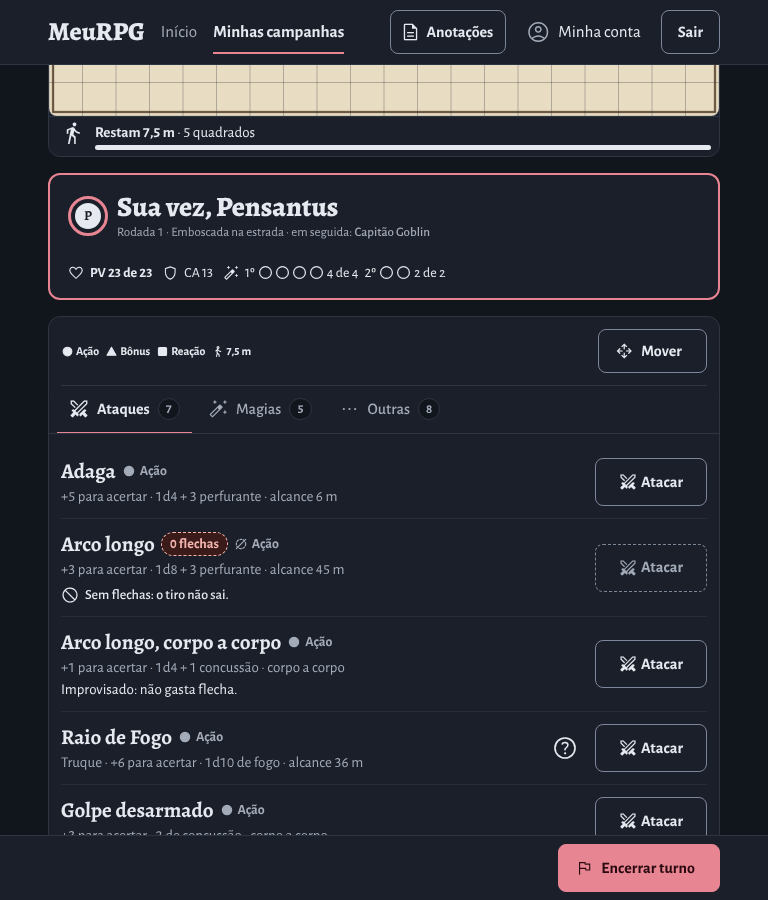 MeuRPG Início Minhas campanhas Anotações Minha conta Sair
Restam 7,5 m · 5 quadrados
P
Sua vez, Pensantus
Rodada 1 · Emboscada na estrada · em seguida: Capitão Goblin
PV 23 de 23 CA 13 1º 4 de 4 2º 2 de 2
Ação Bônus Reação 7,5 m Mover
Ataques 7 Magias 5 Outras 8
Adaga Ação
+5 para acertar · 1d4 + 3 perfurante · alcance 6 m
Atacar
Arco longo 0 flechas Ação
+3 para acertar · 1d8 + 3 perfurante · alcance 45 m
Sem flechas: o tiro não sai.
Atacar
Arco longo, corpo a corpo Ação
+1 para acertar · 1d4 + 1 concussão · corpo a corpo
Improvisado: não gasta flecha.
Atacar
Raio de Fogo Ação
Truque · +6 para acertar · 1d10 de fogo · alcance 36 m
Atacar
Golpe desarmado Ação
Atacar
Encerrar turno